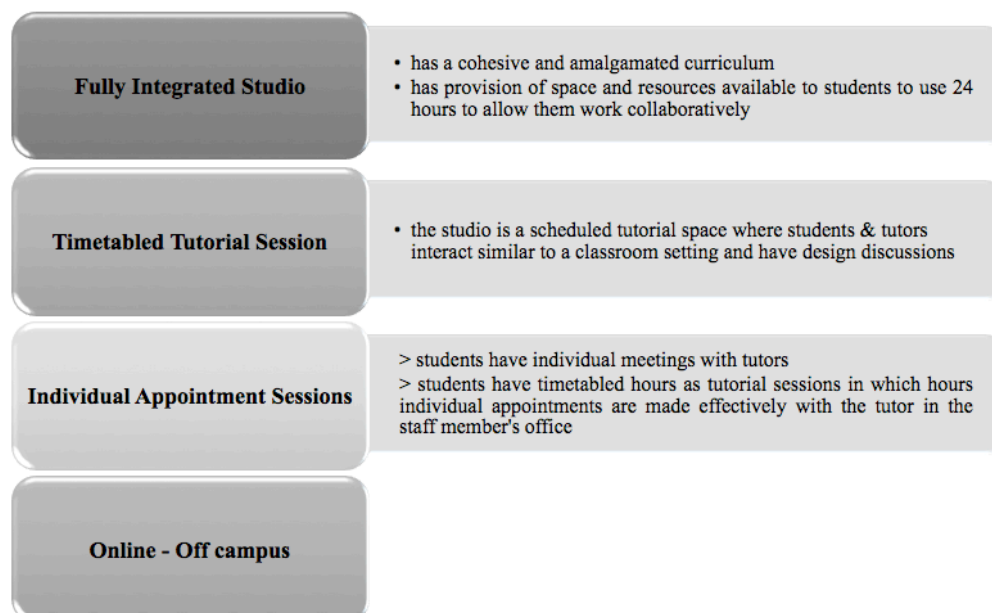 Fully Integrated Studio
• has a cohesive and amalgamated curriculum
• has provision of space and resources available to students to use 24
hours to allow them work collaboratively
Timetabled Tutorial Session
• the studio is a scheduled tutorial space where students & tutors
interact similar to a classroom setting and have design discussions
Individual Appointment Sessions
> students have individual meetings with tutors
> students have timetabled hours as tutorial sessions in which hours
individual appointments are made effectively with the tutor in the
staff member's office
Online - Off campus